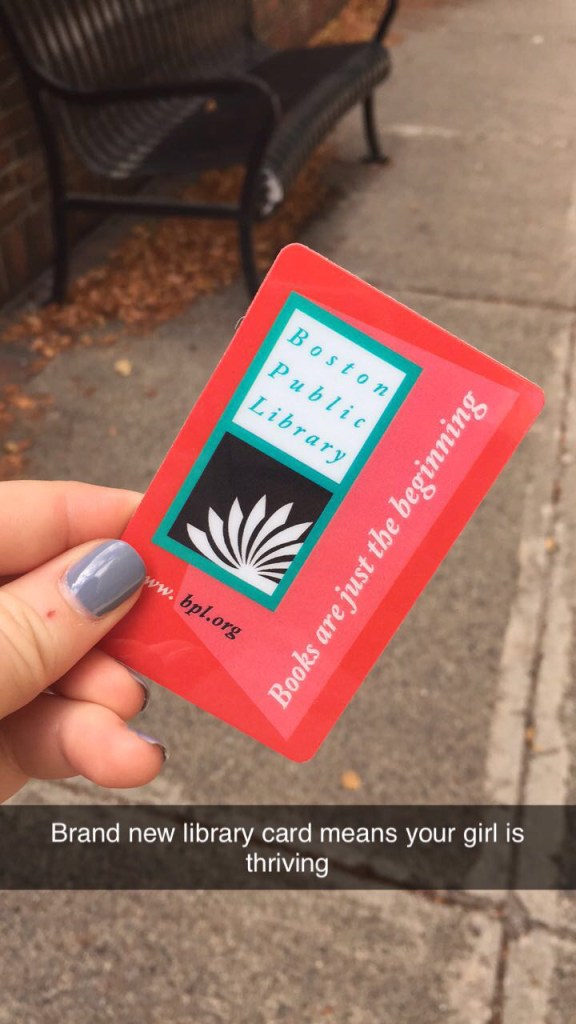 Boston
Public
Library
www.bpl.org
Books are just the beginning
Brand new library card means your girl is
thriving